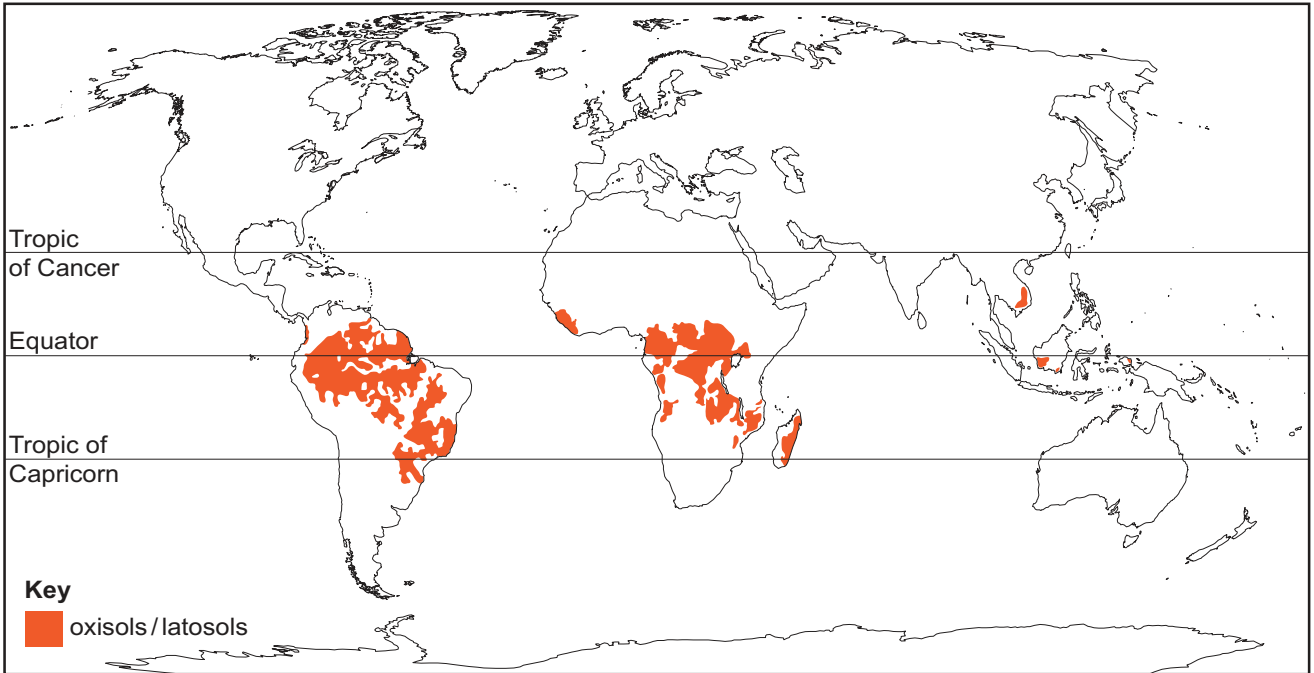 Tropic
of Cancer
Equator
Tropic of
Capricorn
Key
oxisols / latosols